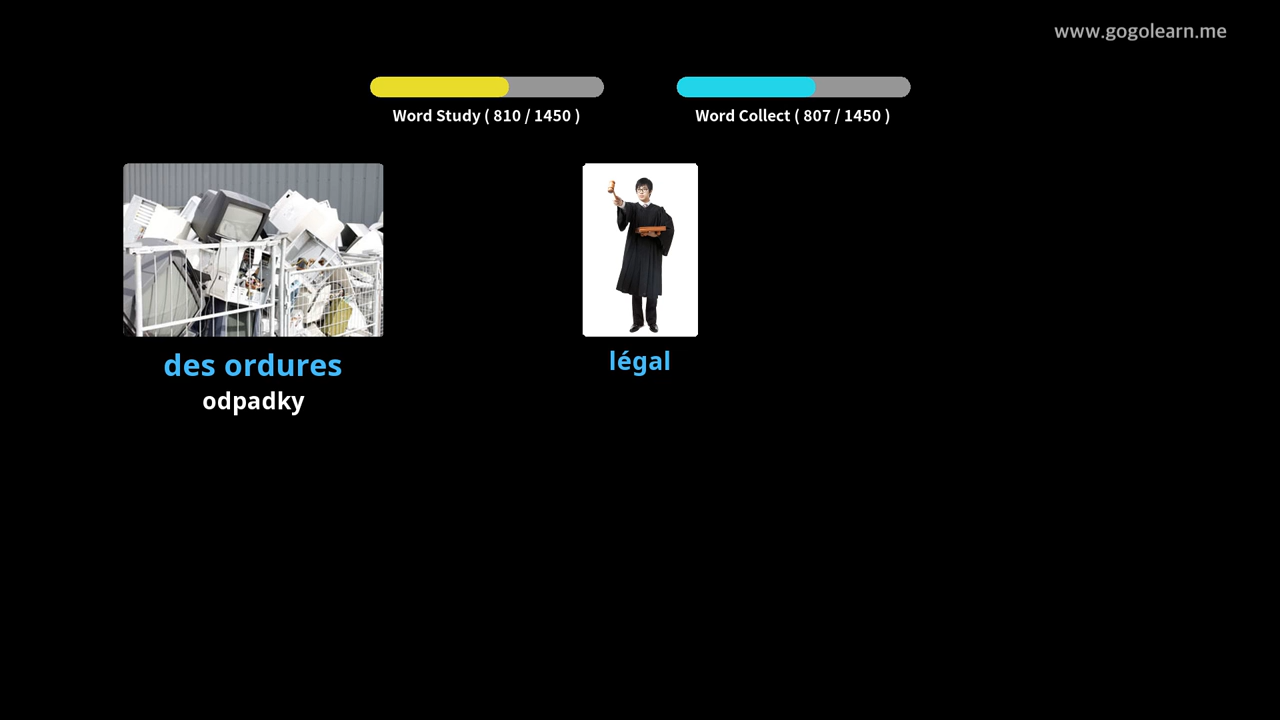 www.gogolearn.me
Word Study ( 810 / 1450 )
Word Collect ( 807 / 1450 )
des ordures
odpadky
légal